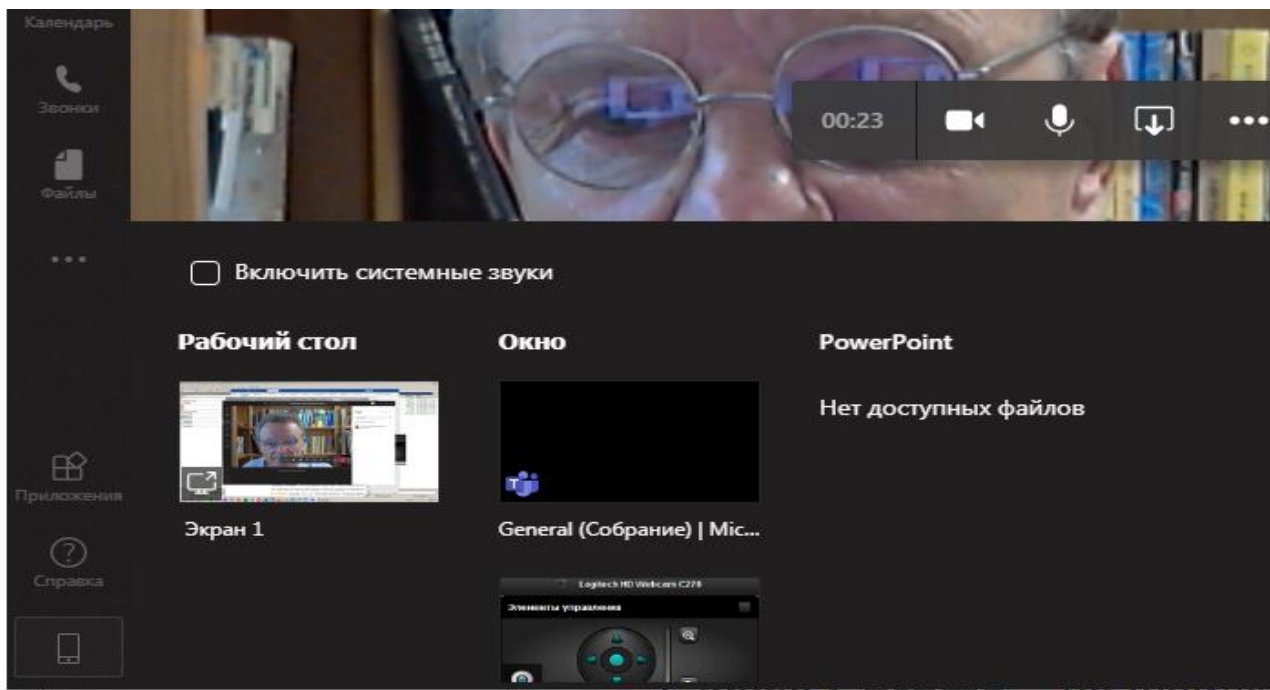 Календарь
Звонки
Файлы
00:23
Включить системные звуки
Рабочий стол
Окно
PowerPoint
Нет доступных файлов
T
Экран 1
General (Собрание) | Mic...
Logitech HD Webcam C270
Элементы управления
Приложения
Справка